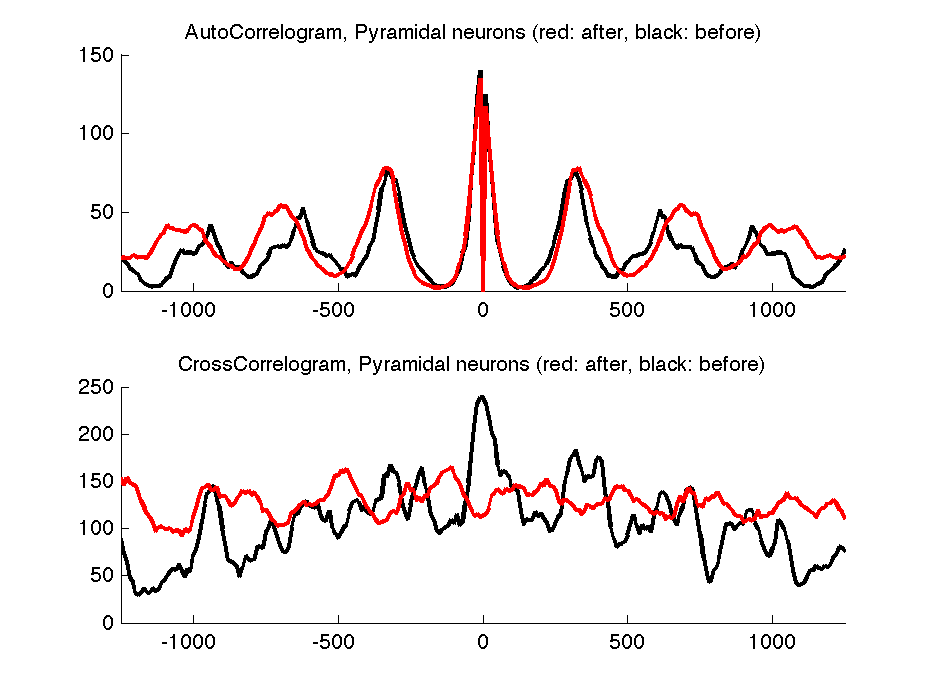 AutoCorrelogram, Pyramidal neurons (red: after, black: before)
150
100
50
0
-1000 -500 0 500 1000
CrossCorrelogram, Pyramidal neurons (red: after, black: before)
250
200
150
100
50
0
-1000 -500 0 500 1000